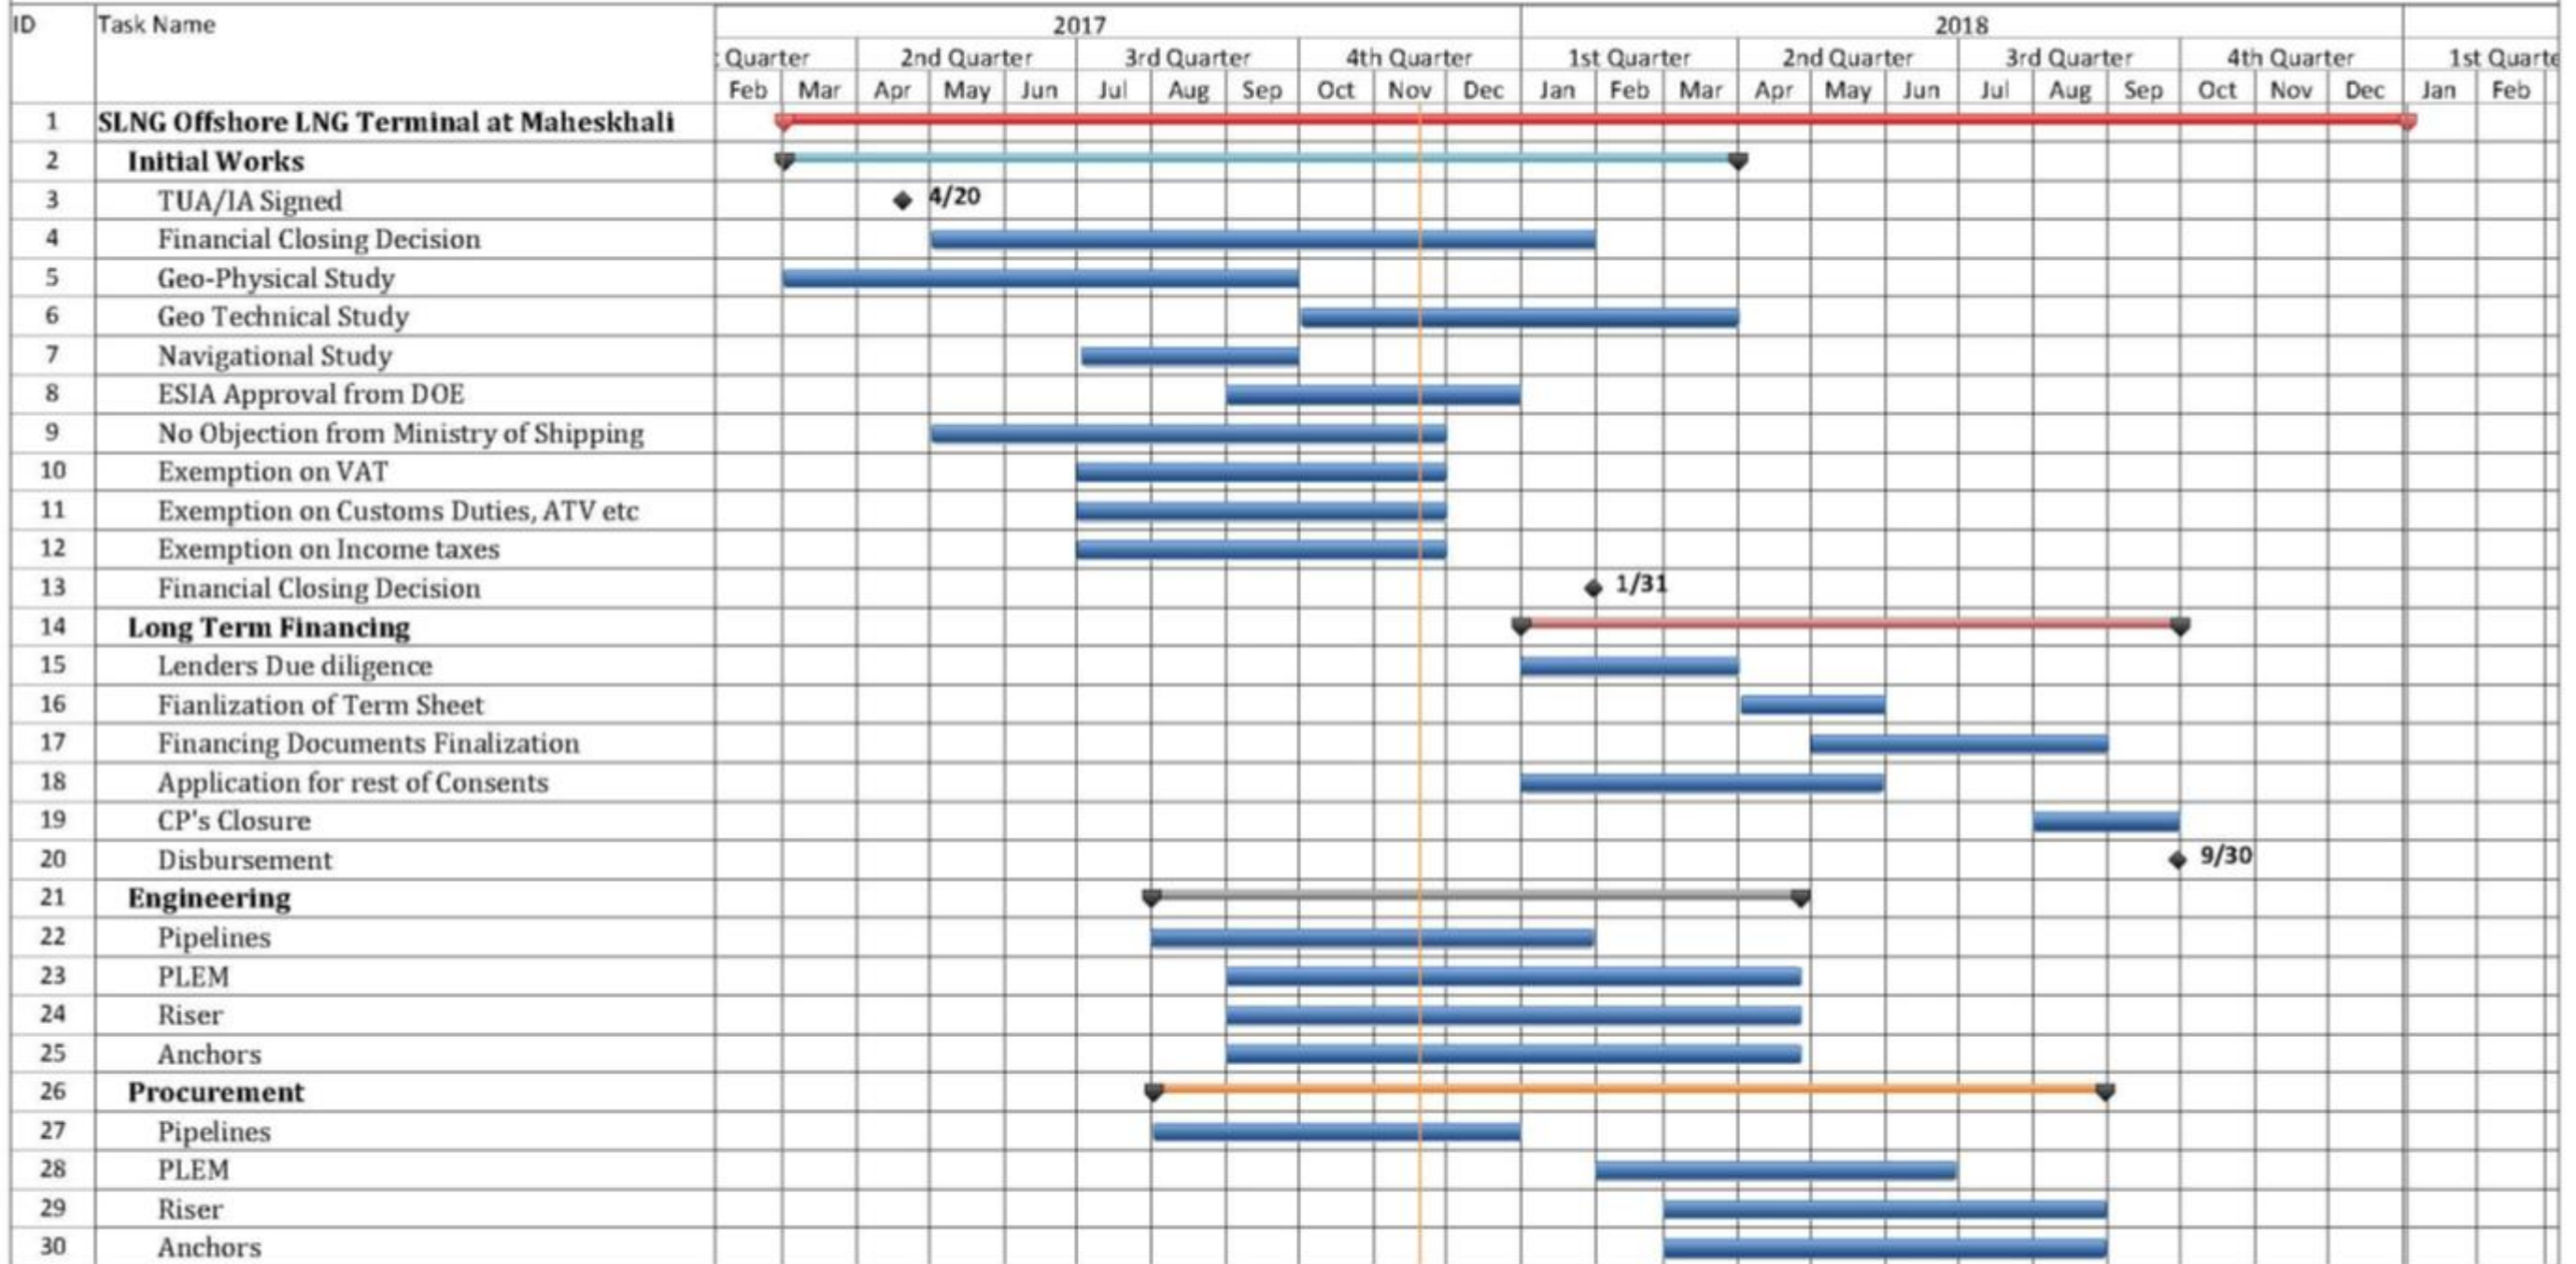 ID Task Name 2017 2018
Quarter 2nd Quarter 3rd Quarter 4th Quarter 1st Quarter 2nd Quarter 3rd Quarter 4th Quarter 1st Quarte
Feb Mar Apr May Jun Jul Aug Sep Oct Nov Dec Jan Feb Mar Apr May Jun Jul Aug Sep Oct Nov Dec Jan Feb
1 SLNG Offshore LNG Terminal at Maheskhali
2 Initial Works
3 TUA/IA Signed 4/20
4 Financial Closing Decision
5 Geo-Physical Study
6 Geo Technical Study
7 Navigational Study
8 ESIA Approval from DOE
9 No Objection from Ministry of Shipping
10 Exemption on VAT
11 Exemption on Customs Duties, ATV etc
12 Exemption on Income taxes
13 Financial Closing Decision 1/31
14 Long Term Financing
15 Lenders Due diligence
16 Fianlization of Term Sheet
17 Financing Documents Finalization
18 Application for rest of Consents
19 CP's Closure
20 Disbursement 9/30
21 Engineering
22 Pipelines
23 PLEM
24 Riser
25 Anchors
26 Procurement
27 Pipelines
28 PLEM
29 Riser
30 Anchors